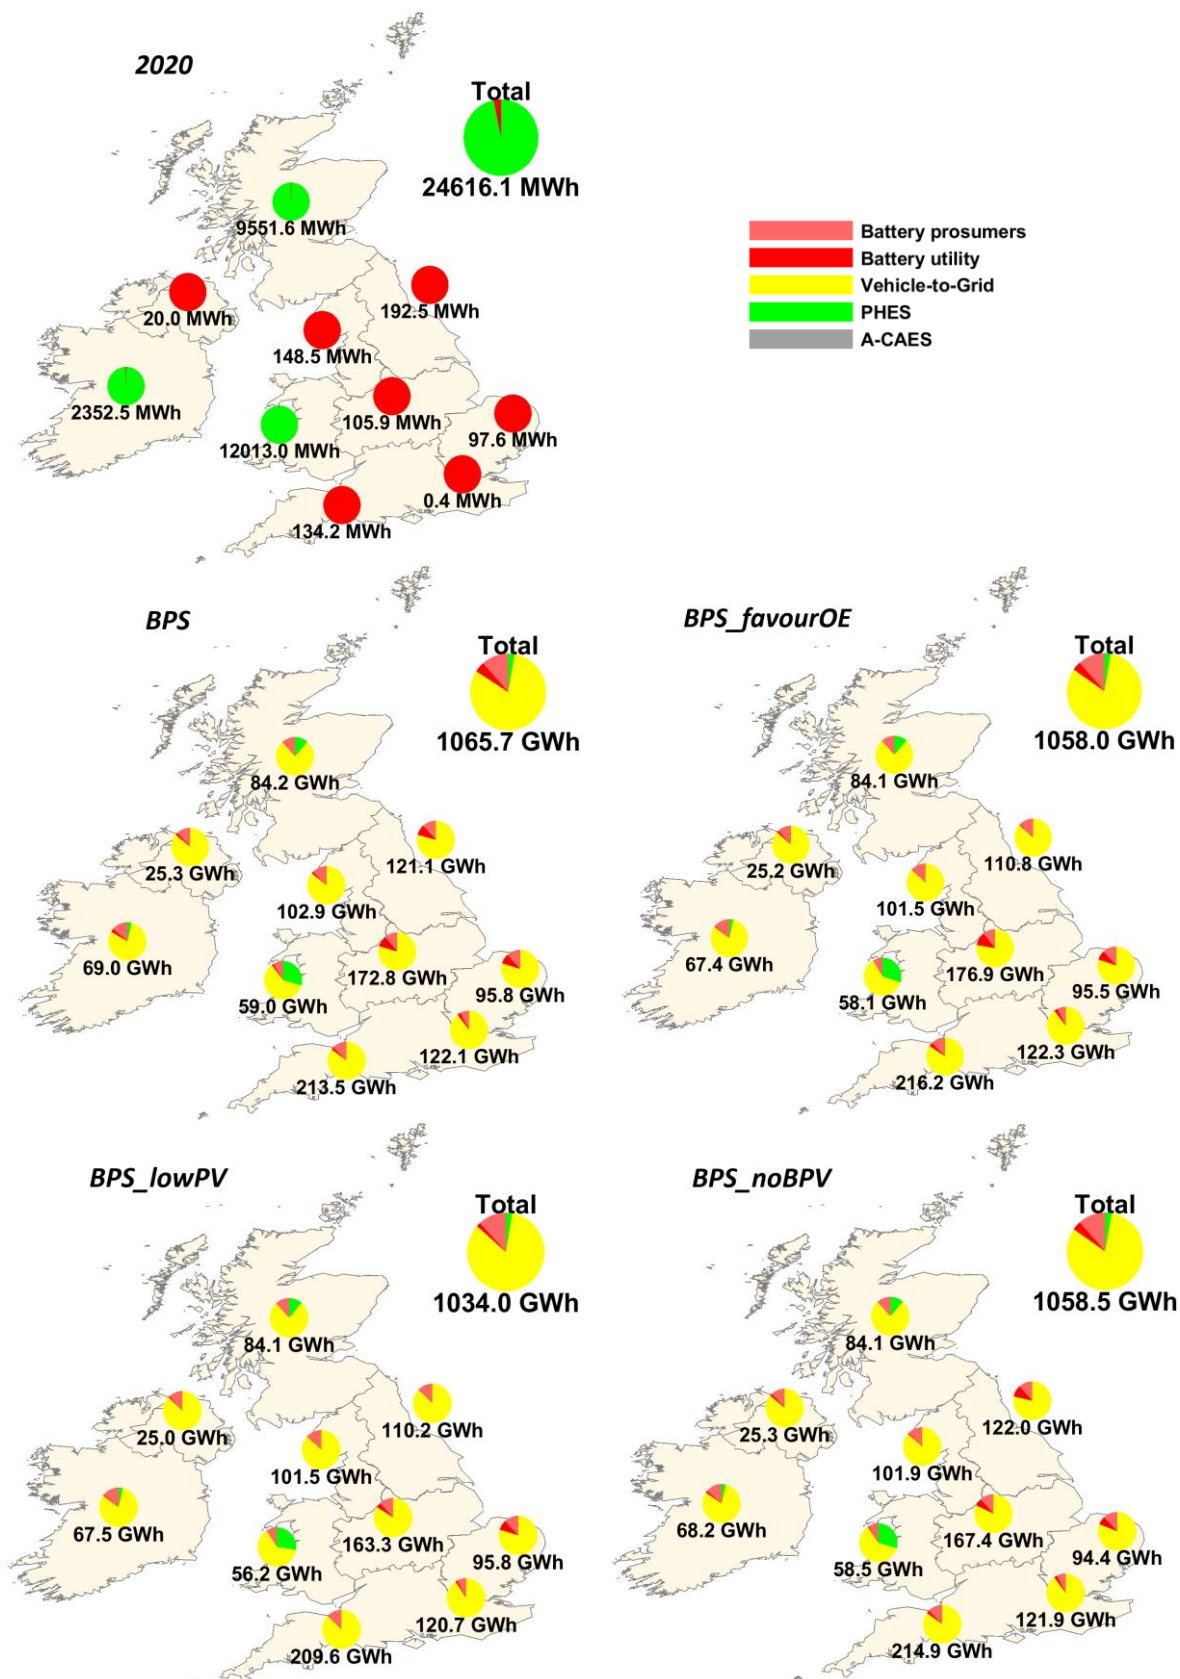 2020
Total
24616.1 MWh
9551.6 MWh
20.0 MWh
192.5 MWh
148.5 MWh
2352.5 MWh
105.9 MWh
97.6 MWh
12013.0 MWh
0.4 MWh
134.2 MWh
Battery prosumers
Battery utility
Vehicle-to-Grid
PHES
A-CAES
BPS
Total
1065.7 GWh
84.2 GWh
25.3 GWh
121.1 GWh
102.9 GWh
69.0 GWh
172.8 GWh
95.8 GWh
59.0 GWh
122.1 GWh
213.5 GWh
BPS_favourOE
Total
1058.0 GWh
84.1 GWh
25.2 GWh
110.8 GWh
101.5 GWh
67.4 GWh
176.9 GWh
95.5 GWh
58.1 GWh
122.3 GWh
216.2 GWh
BPS_lowPV
Total
1034.0 GWh
84.1 GWh
25.0 GWh
110.2 GWh
101.5 GWh
67.5 GWh
163.3 GWh
95.8 GWh
56.2 GWh
120.7 GWh
209.6 GWh
BPS_noBPV
Total
1058.5 GWh
84.1 GWh
25.3 GWh
122.0 GWh
101.9 GWh
68.2 GWh
167.4 GWh
94.4 GWh
58.5 GWh
121.9 GWh
214.9 GWh